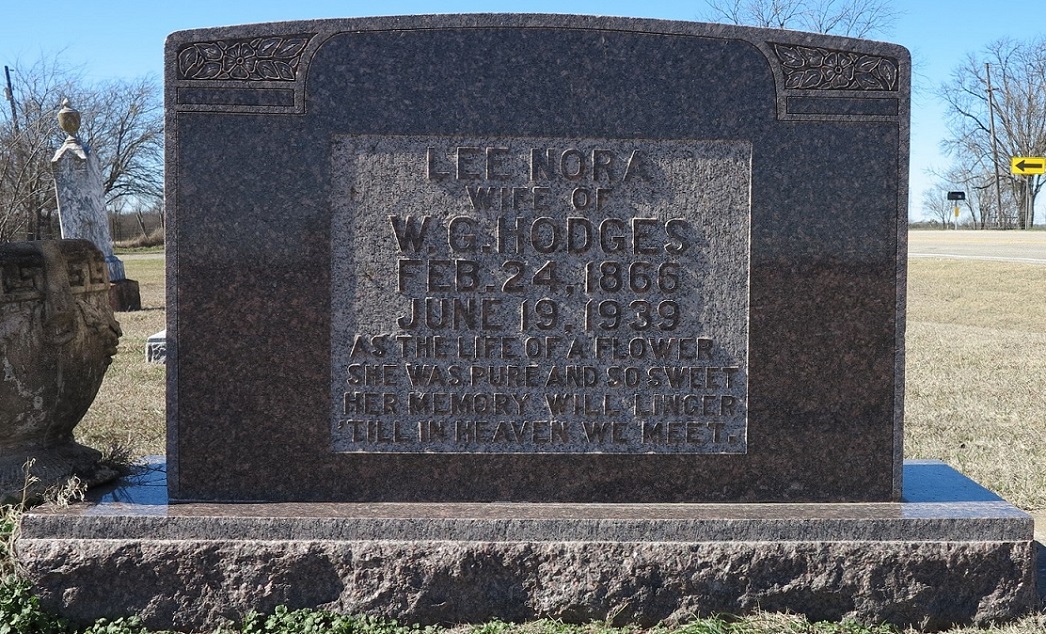 LEE NORA
WIFE OF
W. G. HODGES
FEB. 24, 1866
JUNE 19, 1939
AS THE LIFE OF A FLOWER
SHE WAS PURE AND SO SWEET
HER MEMORY WILL LINGER
'TILL IN HEAVEN WE MEET.